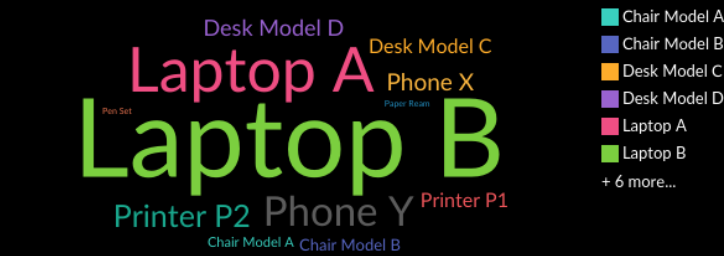 Desk Model D
Desk Model C
Laptop A
Phone X
Pen Set
Paper Ream
Laptop B
Printer P2
Phone Y
Printer P1
Chair Model A
Chair Model B
Chair Model A
Chair Model B
Desk Model C
Desk Model D
Laptop A
Laptop B
+ 6 more...